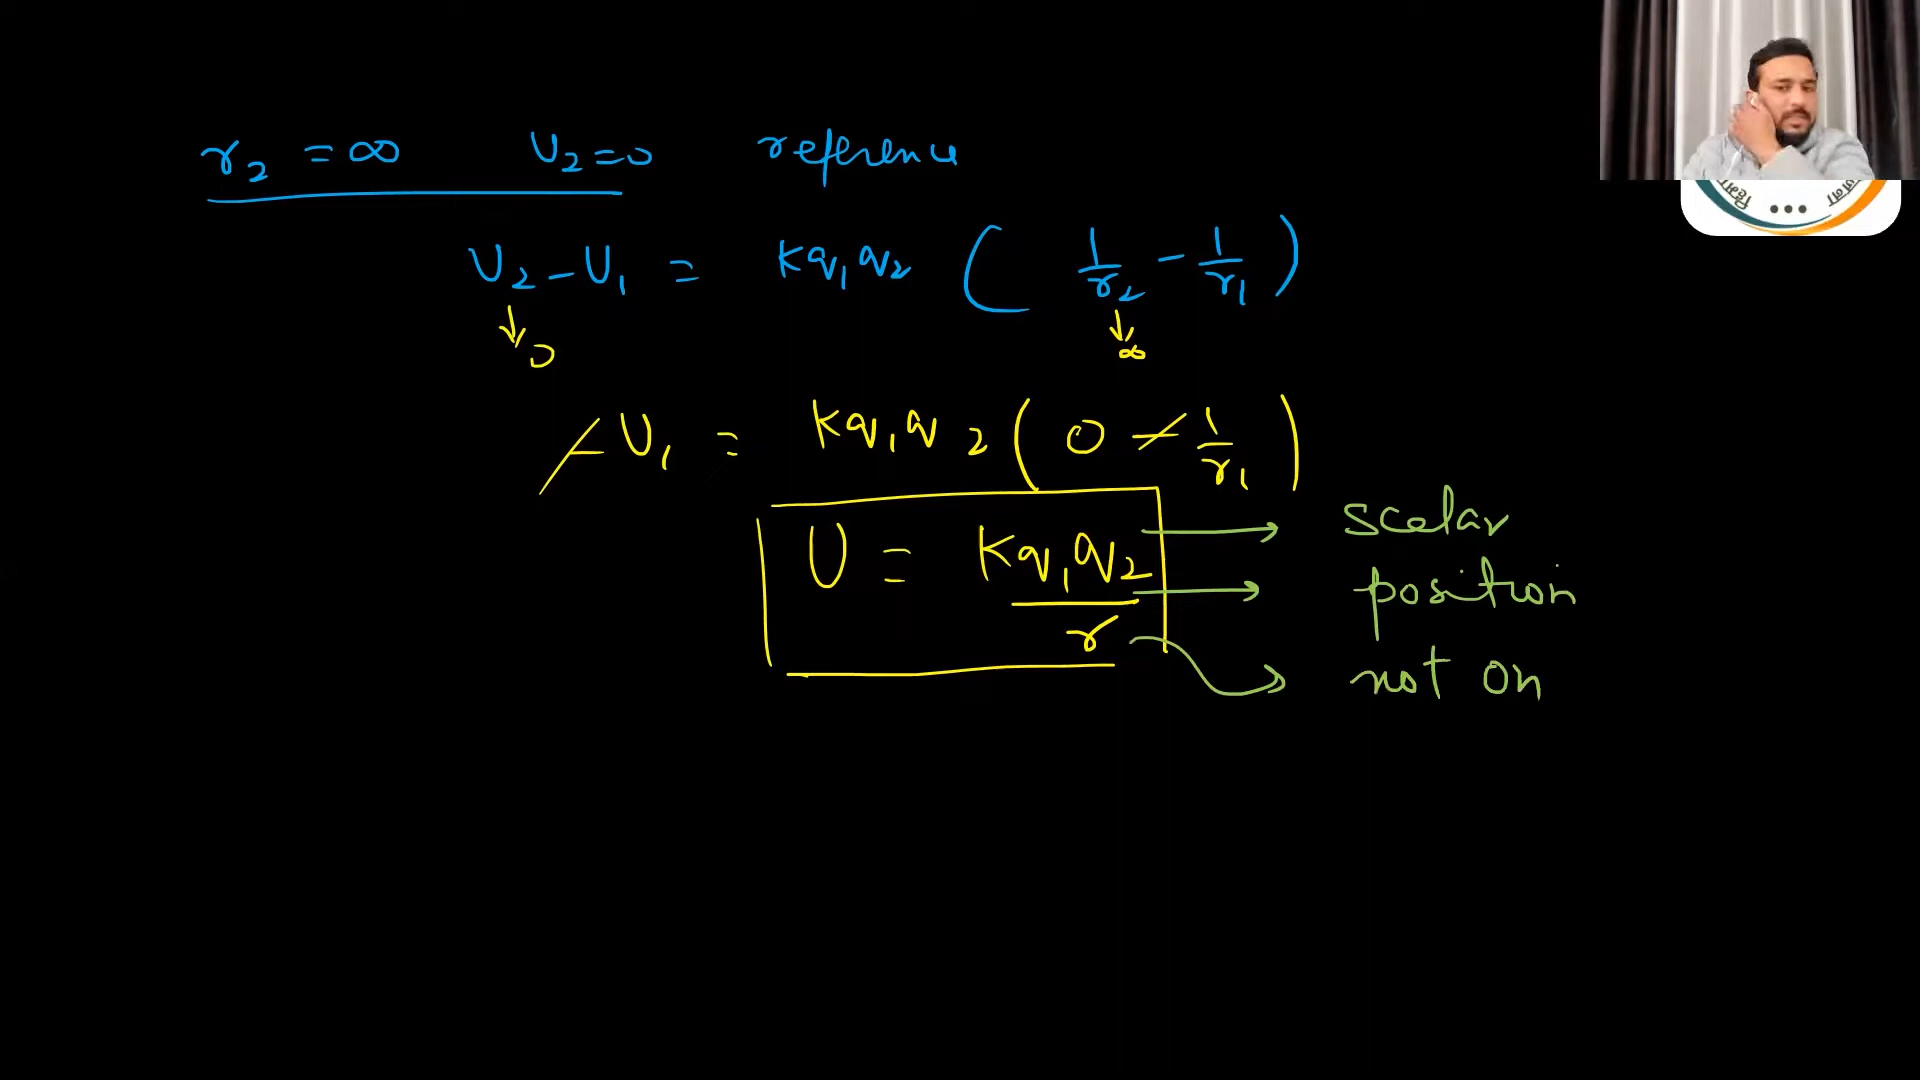 r₂ = ∞ U₂=0 reference
U₂ – U₁ = kq₁q₂ ( 1/r₂ – 1/r₁ )
↓0 ↓∞
– U₁ = kq₁q₂ ( 0 – 1/r₁ )
U = kq₁q₂/r → scalar
→ position
→ not on